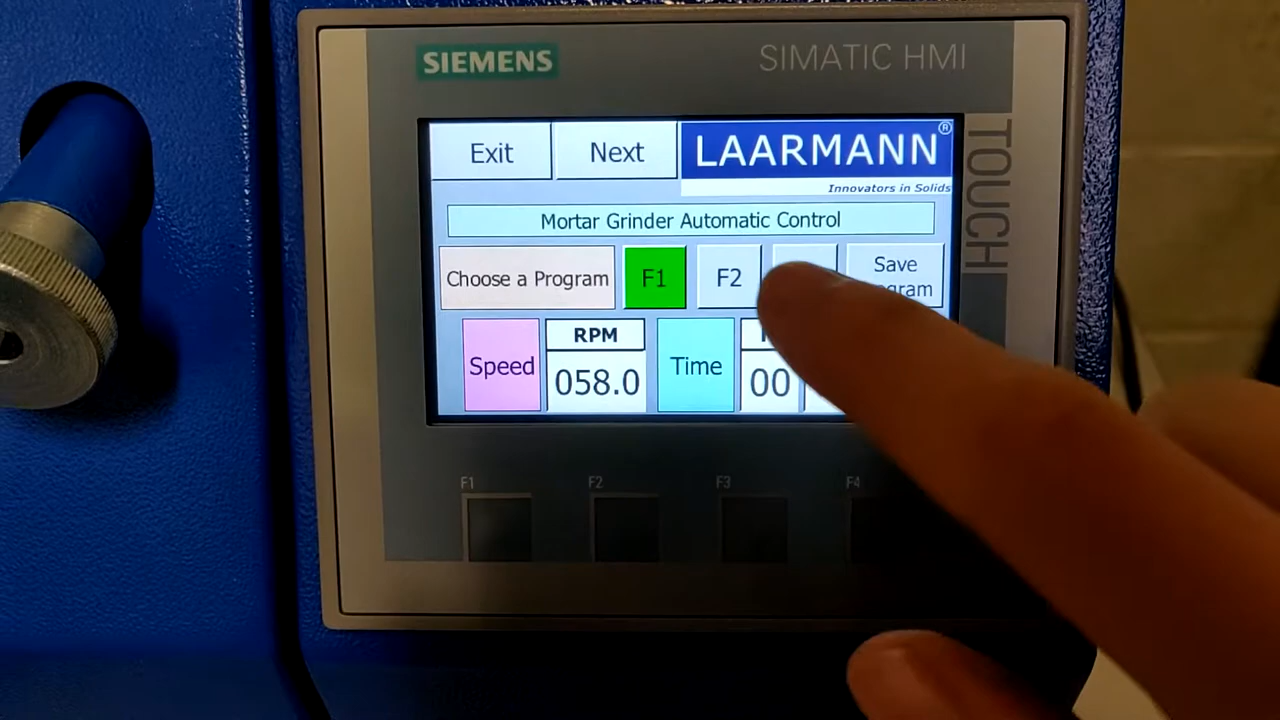 SIEMENS
SIMATIC HMI
TOUCH
Exit
Next
LAARMANN®
Innovators in Solids
Mortar Grinder Automatic Control
Choose a Program
F1
F2
Save
Speed
RPM
058.0
Time
00
F1
F2
F3
F4